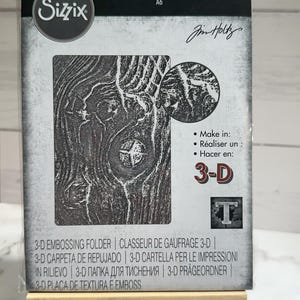 Sizzix
A6
Tim Holtz
• Make in:
• Réaliser un :
• Hacer en:
3-D
T
3-D EMBOSSING FOLDER | CLASSEUR DE GAUFRAGE 3-D |
3-D CARPETA DE REPUJADO | 3-D CARTELLA PER LE IMPRESSIONI
IN RILIEVO | 3-D ПАПКА ДЛЯ ТИСНЕНИЯ | 3-D PRÄGEORDNER |
3-D PLACA DE TEXTURA E EMBOSS